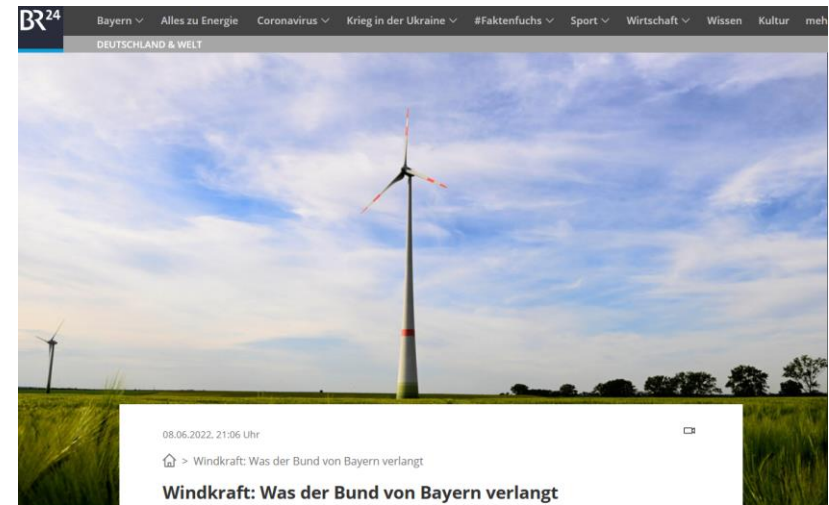 BR24
Bayern Alles zu Energie Coronavirus Krieg in der Ukraine #Faktenfuchs Sport Wirtschaft Wissen Kultur meh
DEUTSCHLAND & WELT
08.06.2022, 21:06 Uhr
> Windkraft: Was der Bund von Bayern verlangt
Windkraft: Was der Bund von Bayern verlangt